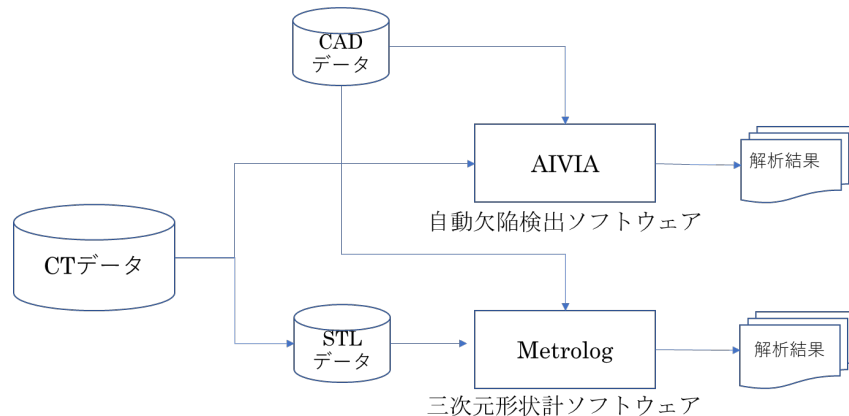 CAD
データ
AIVIA
解析結果
自動欠陥検出ソフトウェア
CTデータ
STL
データ
Metrolog
解析結果
三次元形状計ソフトウェア